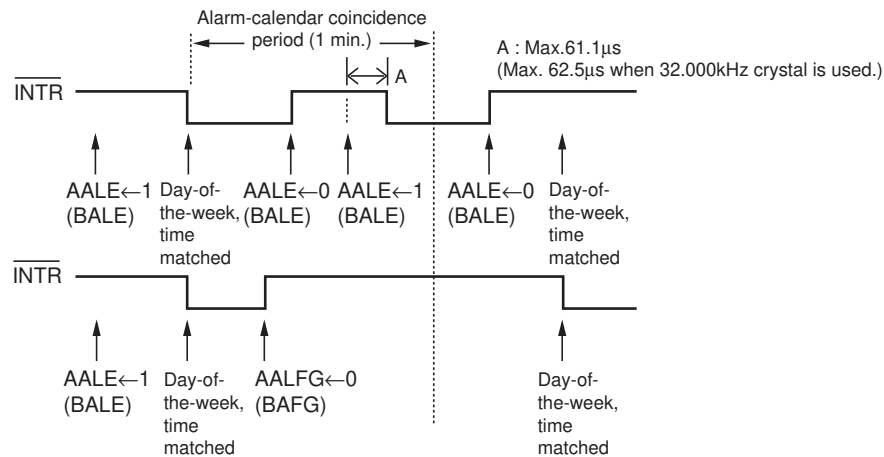 Alarm-calendar coincidence
period (1 min.)
A : Max.61.1µs
(Max. 62.5µs when 32.000kHz crystal is used.)
A
INTR
AALE←1
(BALE)
Day-of-
the-week,
time
matched
AALE←0
(BALE)
AALE←1
(BALE)
AALE←0
(BALE)
Day-of-
the-week,
time
matched
INTR
AALE←1
(BALE)
Day-of-
the-week,
time
matched
AALFG←0
(BAFG)
Day-of-
the-week,
time
matched